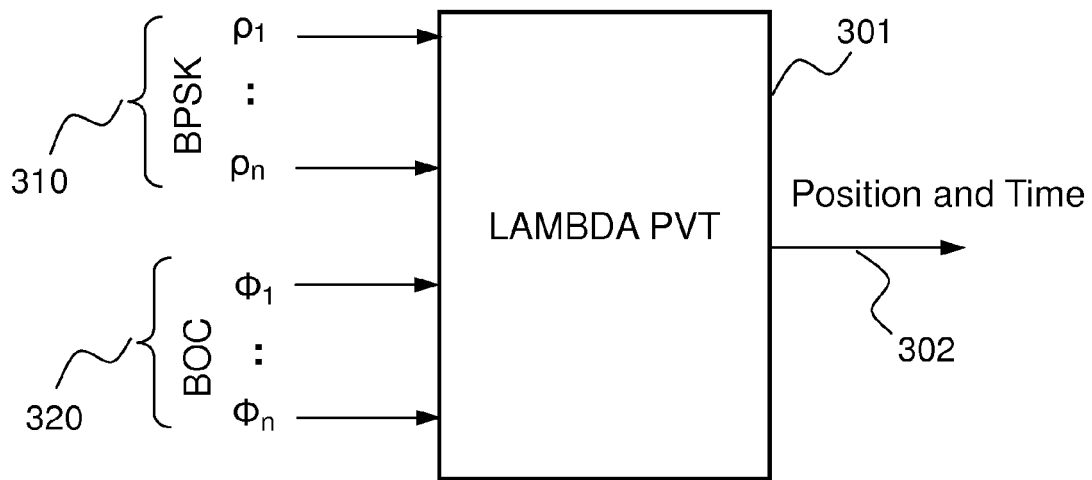 BPSK
ρ1
:
ρn
310
BOC
Φ1
:
Φn
320
LAMBDA PVT
301
Position and Time
302